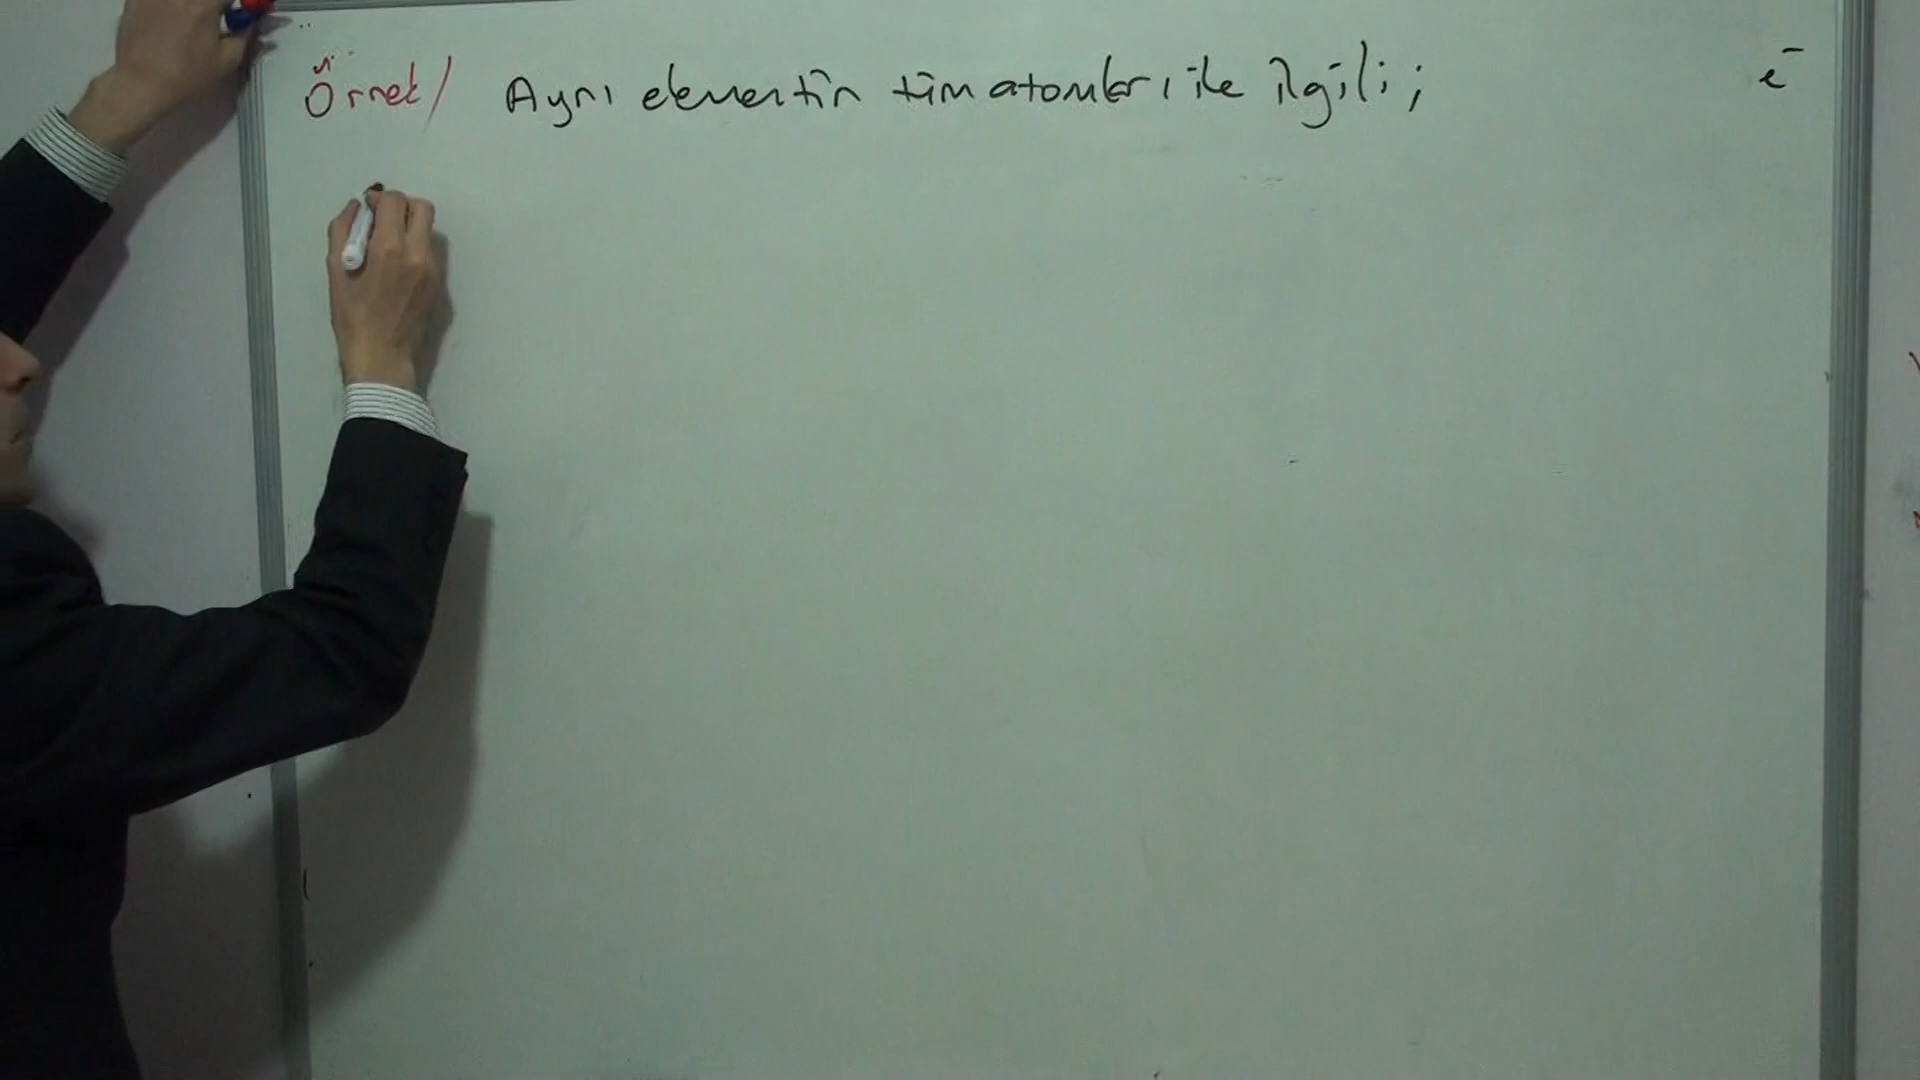 Örnek/ Aynı elementin tüm atomları ile ilgili;
e⁻